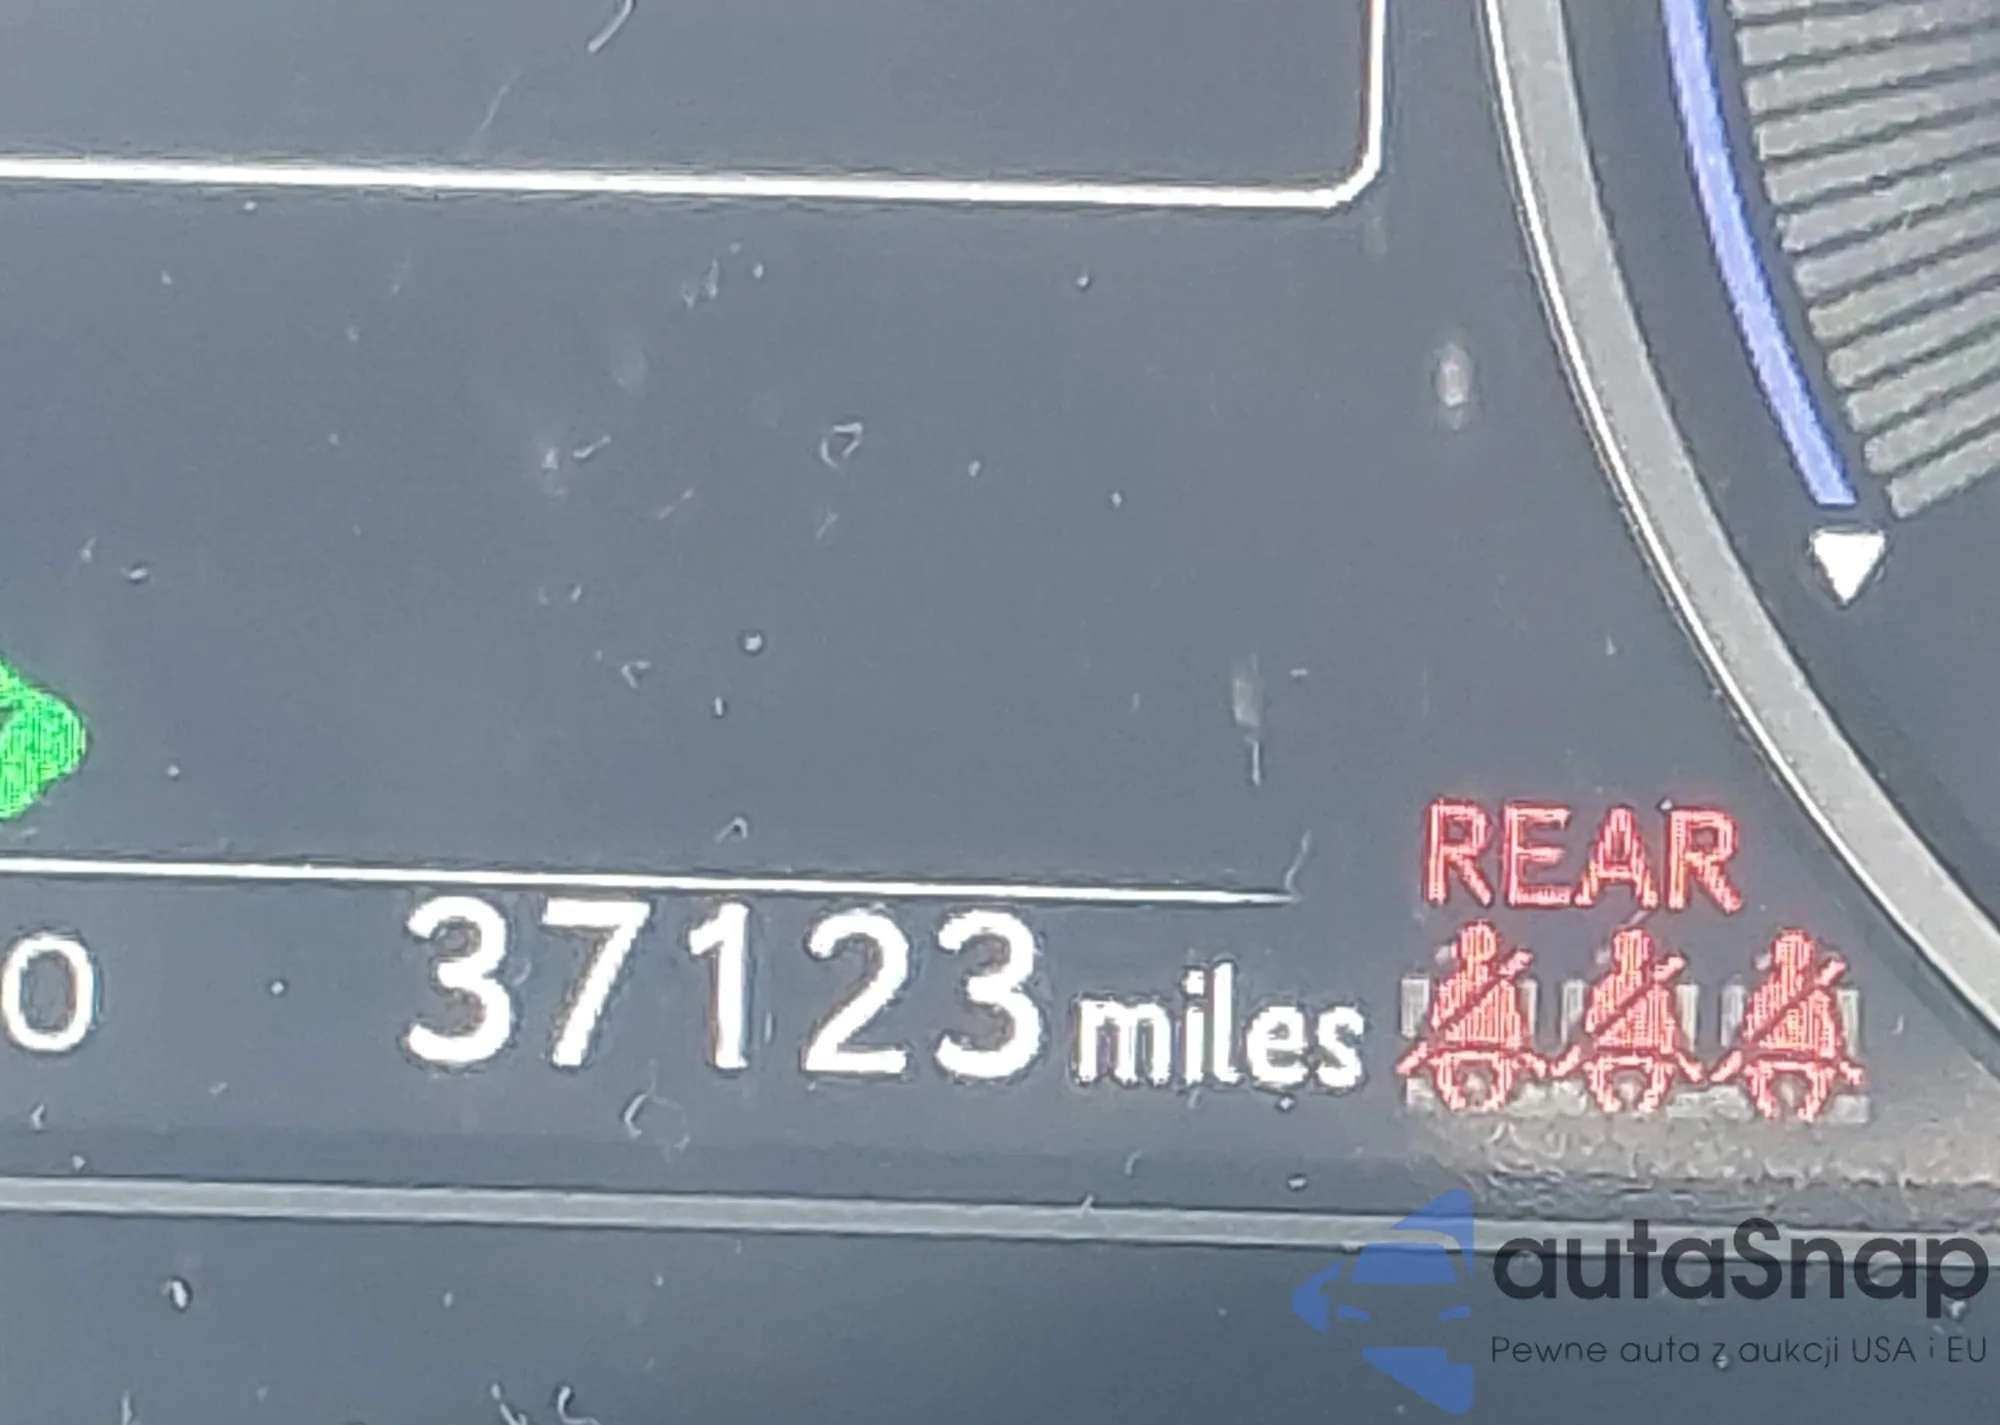 REAR
0 37123 miles
autaSnap
Pewne auta z aukcji USA i EU